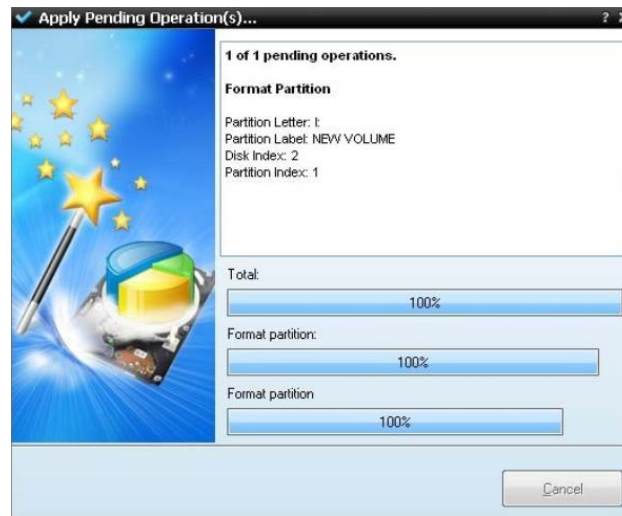 Apply Pending Operation(s)... ?
1 of 1 pending operations.
Format Partition
Partition Letter: I:
Partition Label: NEW VOLUME
Disk Index: 2
Partition Index: 1
Total:
100%
Format partition:
100%
Format partition
100%
Cancel